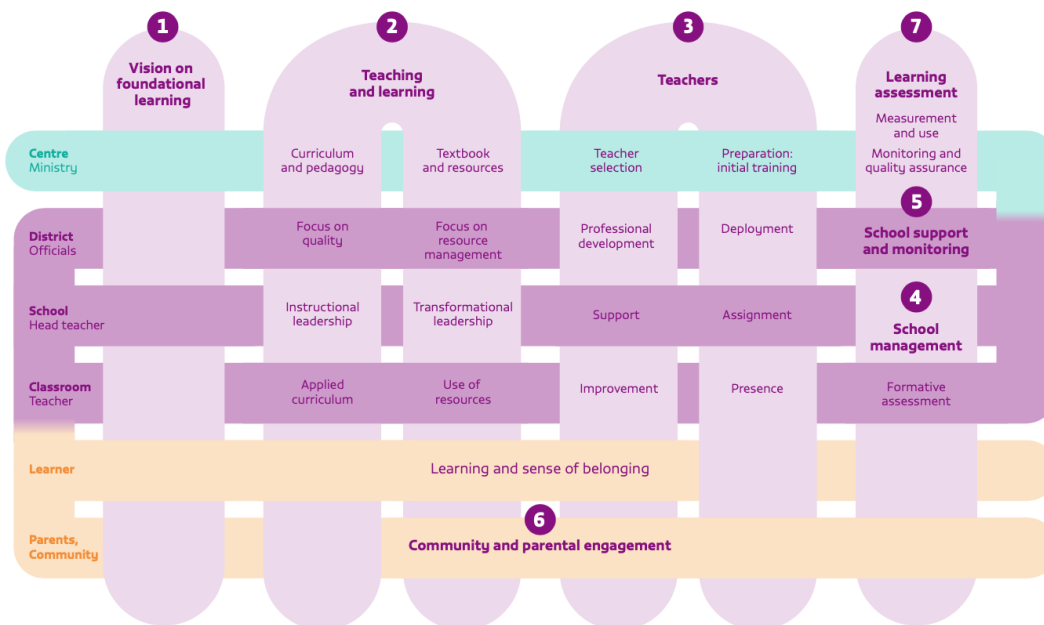 1
2
3
7
Vision on
foundational
learning
Teaching
and learning
Teachers
Learning
assessment
Measurement
and use
Centre
Ministry
Curriculum
and pedagogy
Textbook
and resources
Teacher
selection
Preparation:
initial training
Monitoring and
quality assurance
5
District
Officials
Focus on
quality
Focus on
resource
management
Professional
development
Deployment
School support
and monitoring
4
School
Head teacher
Instructional
leadership
Transformational
leadership
Support
Assignment
School
management
Classroom
Teacher
Applied
curriculum
Use of
resources
Improvement
Presence
Formative
assessment
Learner
Learning and sense of belonging
6
Parents,
Community
Community and parental engagement